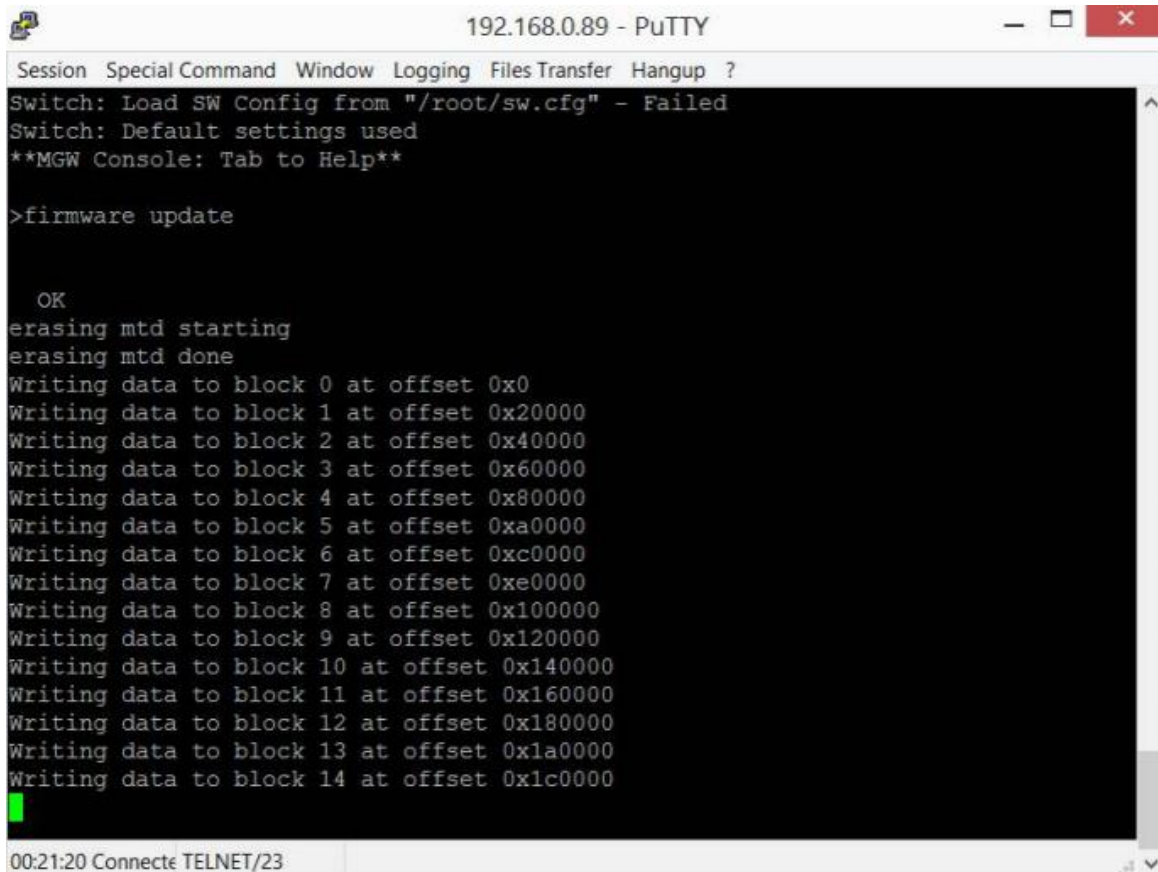 192.168.0.89 - PuTTY
Session Special Command Window Logging Files Transfer Hangup ?
Switch: Load SW Config from "/root/sw.cfg" - Failed
Switch: Default settings used
**MGW Console: Tab to Help**
>firmware update
OK
erasing mtd starting
erasing mtd done
Writing data to block 0 at offset 0x0
Writing data to block 1 at offset 0x20000
Writing data to block 2 at offset 0x40000
Writing data to block 3 at offset 0x60000
Writing data to block 4 at offset 0x80000
Writing data to block 5 at offset 0xa0000
Writing data to block 6 at offset 0xc0000
Writing data to block 7 at offset 0xe0000
Writing data to block 8 at offset 0x100000
Writing data to block 9 at offset 0x120000
Writing data to block 10 at offset 0x140000
Writing data to block 11 at offset 0x160000
Writing data to block 12 at offset 0x180000
Writing data to block 13 at offset 0x1a0000
Writing data to block 14 at offset 0x1c0000
00:21:20 Connecte TELNET/23